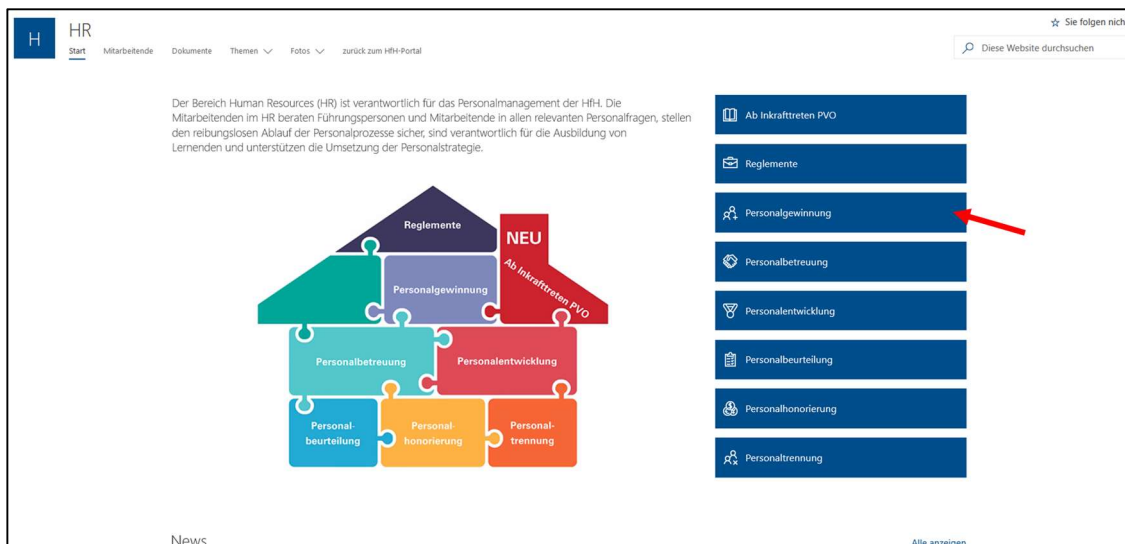 H
HR
Start Mitarbeitende Dokumente Themen Fotos zurück zum HfH-Portal
Sie folgen nich
Diese Website durchsuchen
Der Bereich Human Resources (HR) ist verantwortlich für das Personalmanagement der HfH. Die
Mitarbeitenden im HR beraten Führungspersonen und Mitarbeitende in allen relevanten Personalfragen, stellen
den reibungslosen Ablauf der Personalprozesse sicher, sind verantwortlich für die Ausbildung von
Lernenden und unterstützen die Umsetzung der Personalstrategie.
Reglemente
NEU
Ab Inkrafttreten PVO
Personalgewinnung
Personalbetreuung
Personalentwicklung
Personal-
beurteilung
Personal-
honorierung
Personal-
trennung
Ab Inkrafttreten PVO
Reglemente
Personalgewinnung
Personalbetreuung
Personalentwicklung
Personalbeurteilung
Personalhonorierung
Personaltrennung
News
Alle anzeigen